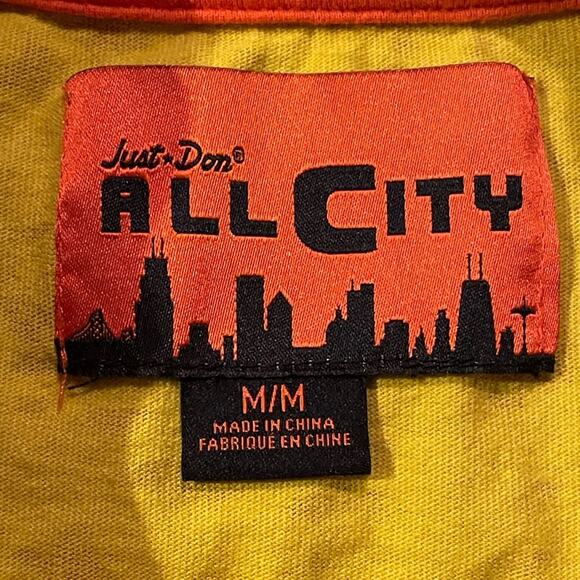 Just★Don®
ALL CITY
M/M
MADE IN CHINA
FABRIQUÉ EN CHINE